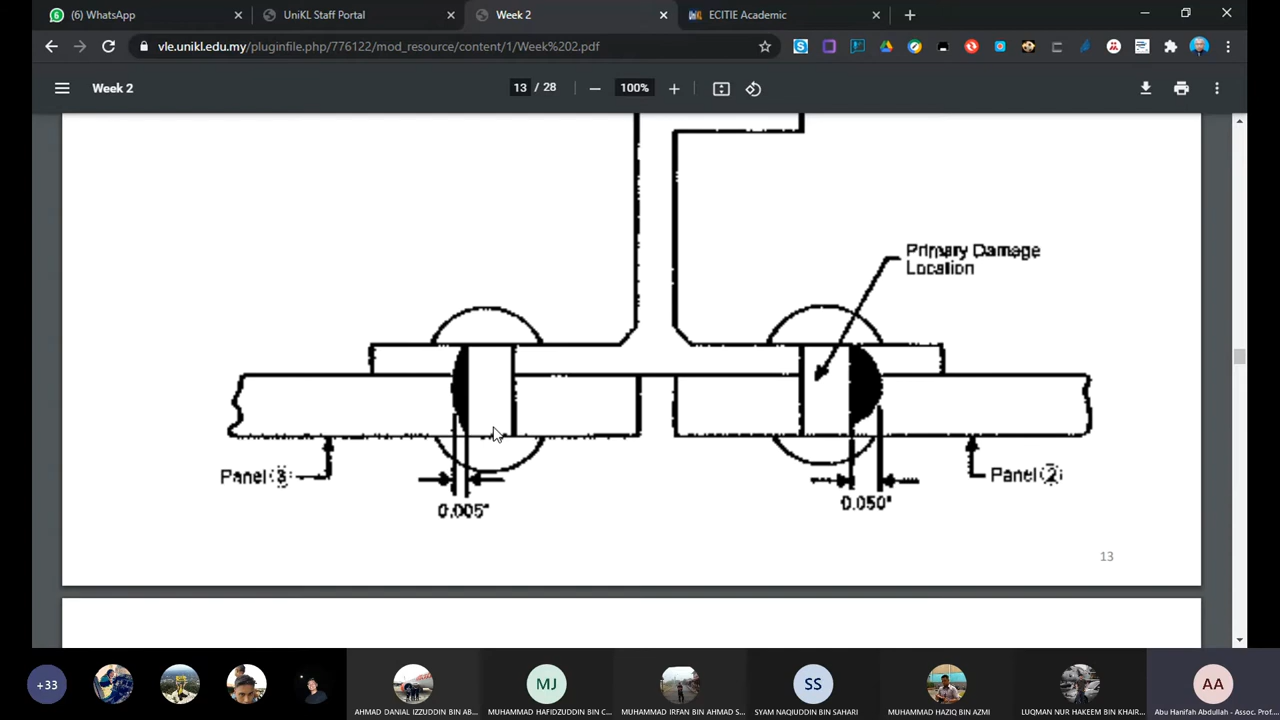 (6) WhatsApp
UniKL Staff Portal
Week 2
ECITIE Academic
vle.unikl.edu.my/pluginfile.php/776122/mod_resource/content/1/Week%202.pdf
Week 2
13 / 28
100%
Primary Damage
Location
Panel 3
0.005"
0.050"
Panel 2
13
+33
MJ
SS
AA
AHMAD DANIAL IZZUDDIN BIN AB...
MUHAMMAD HAFIDZUDDIN BIN C...
MUHAMMAD IRFAN BIN AHMAD S...
SYAM NAQIUDDIN BIN SAHARI
MUHAMMAD HAZIQ BIN AZMI
LUQMAN NUR HAKEEM BIN KHAIR...
Abu Hanifah Abdullah - Assoc. Prof...